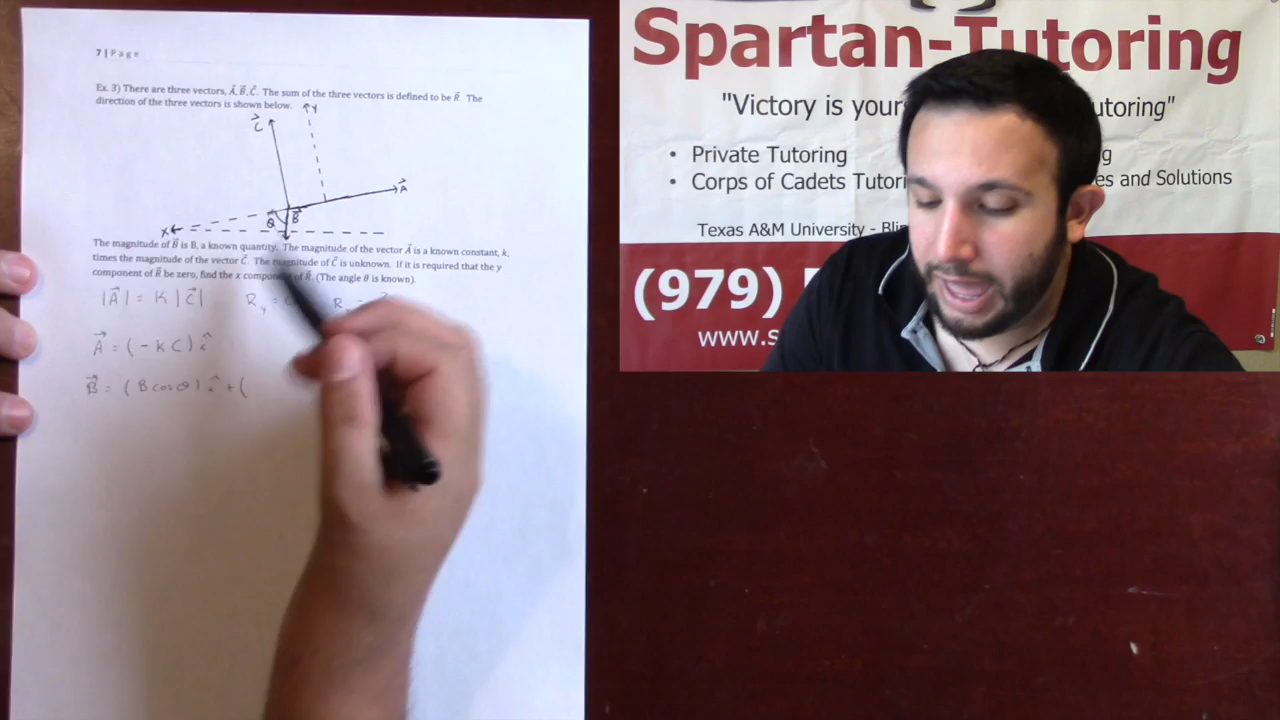 7 | Page
Ex. 3) There are three vectors, A⃗, B⃗, C⃗. The sum of the three vectors is defined to be R⃗. The
direction of the three vectors is shown below.
Y
C⃗
A⃗
θ B⃗
X
The magnitude of B⃗ is B, a known quantity. The magnitude of the vector A⃗ is a known constant, k,
times the magnitude of the vector C⃗. The magnitude of C⃗ is unknown. If it is required that the y
component of R⃗ be zero, find the x component of R⃗. (The angle θ is known).
|A⃗| = K |C⃗| R_y = R
A⃗ = (-KC) î
B⃗ = (B cos θ) î + (
Spartan-Tutoring
"Victory is your utoring"
• Private Tutoring g
• Corps of Cadets Tutori es and Solutions
Texas A&M University - Bli
(979)
www.s